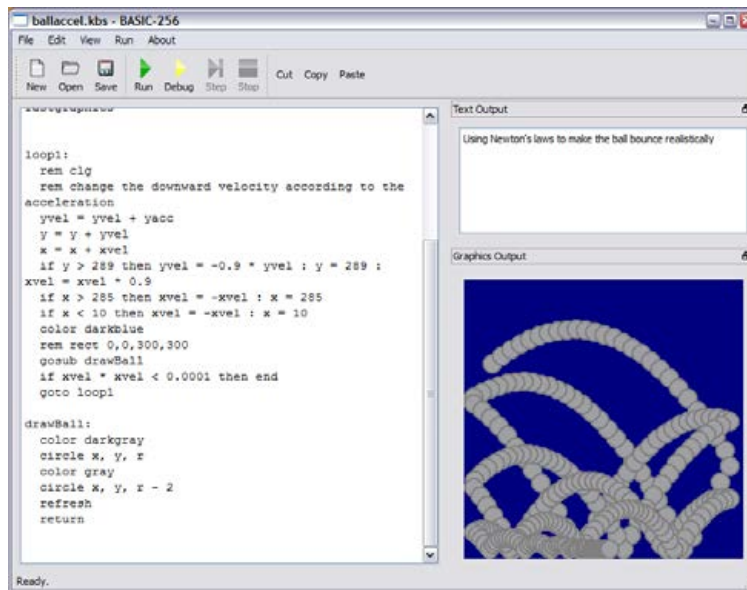 ballaccel.kbs - BASIC-256
File Edit View Run About
New Open Save Run Debug Step Stop Cut Copy Paste
fastgraphics
loop1:
rem clg
rem change the downward velocity according to the
acceleration
yvel = yvel + yacc
y = y + yvel
x = x + xvel
if y > 289 then yvel = -0.9 * yvel : y = 289 :
xvel = xvel * 0.9
if x > 285 then xvel = -xvel : x = 285
if x < 10 then xvel = -xvel : x = 10
color darkblue
rem rect 0,0,300,300
gosub drawBall
if xvel * xvel < 0.0001 then end
goto loop1
drawBall:
color darkgray
circle x, y, r
color gray
circle x, y, r - 2
refresh
return
Text Output
Using Newton's laws to make the ball bounce realistically
Graphics Output
Ready.